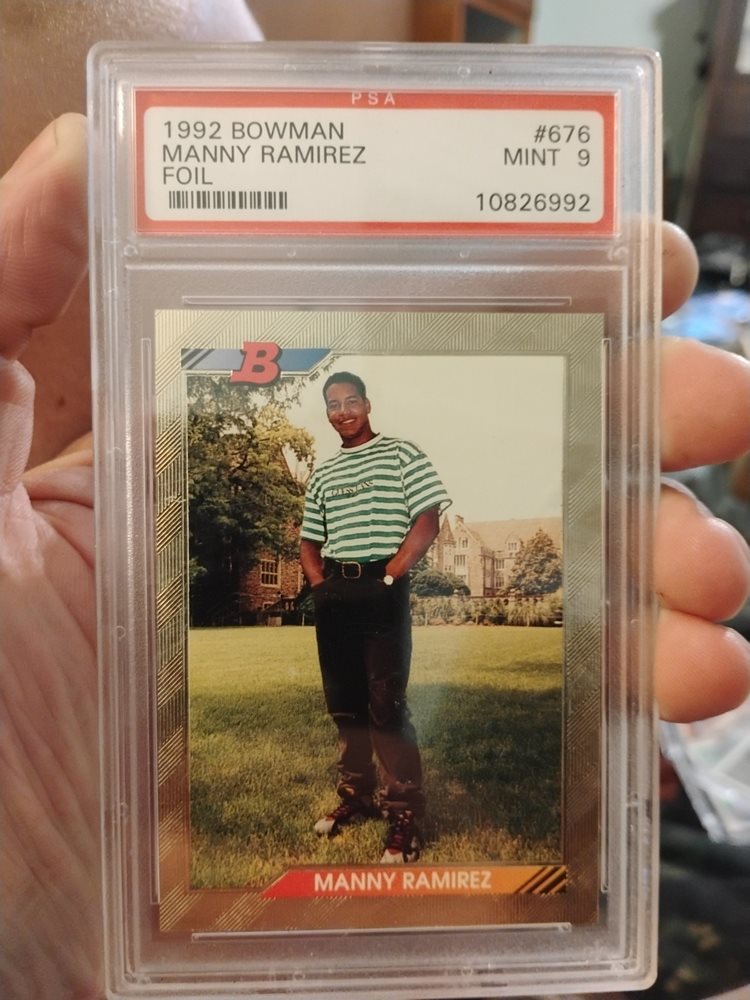 PSA
1992 BOWMAN #676
MANNY RAMIREZ MINT 9
FOIL
10826992
B
MANNY RAMIREZ